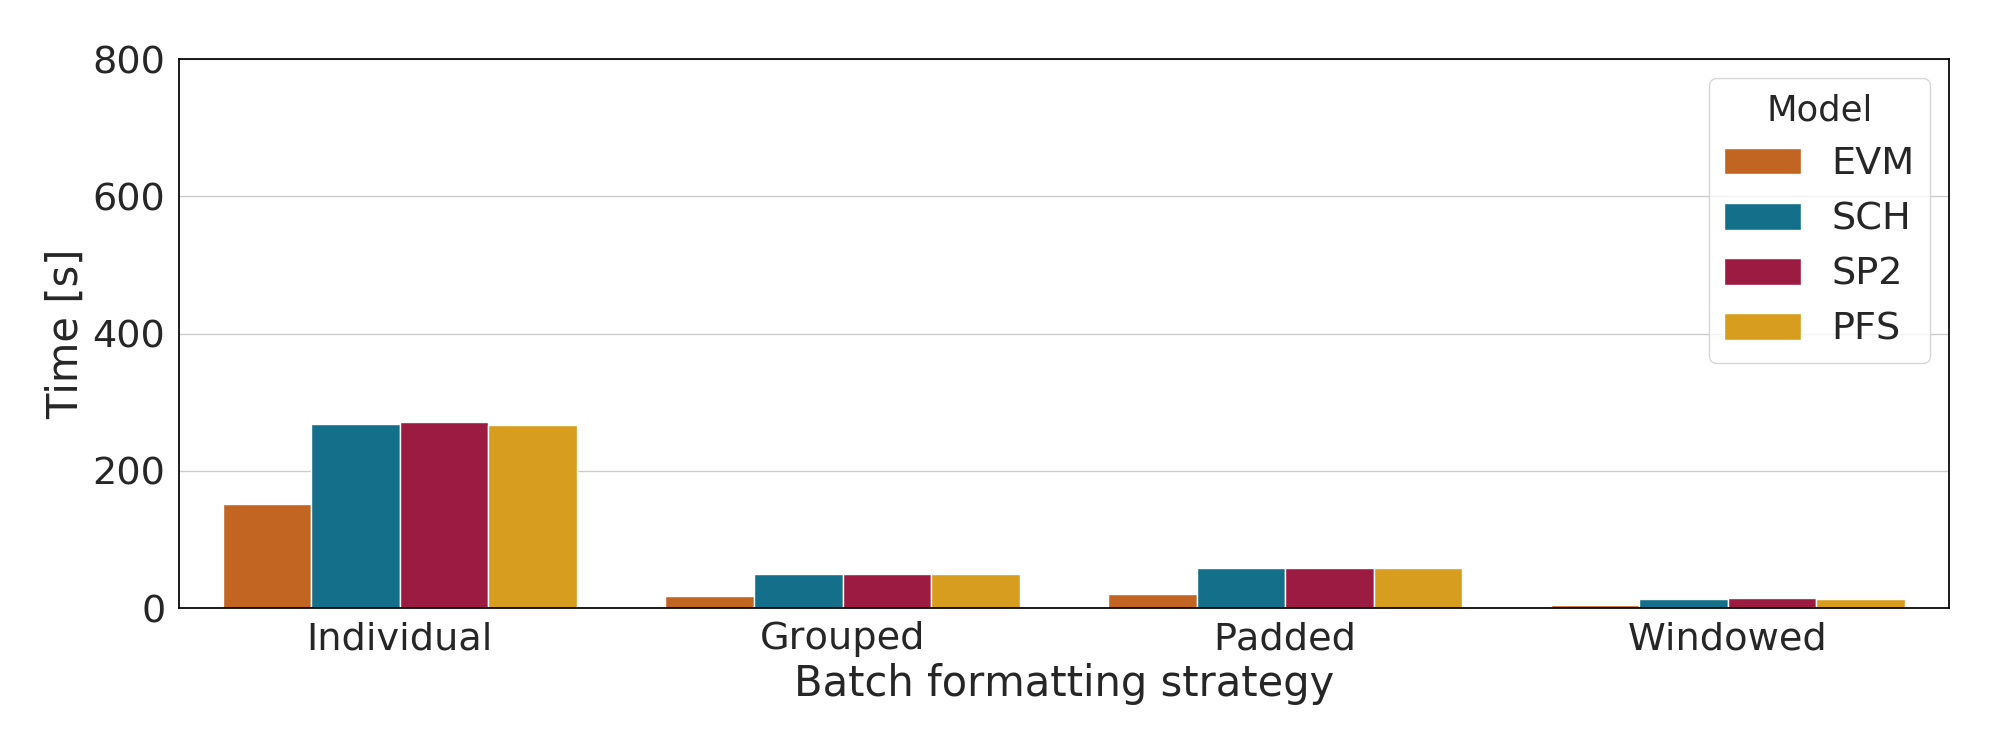 800
600
400
200
0
Time [s]
Individual
Grouped
Padded
Windowed
Batch formatting strategy
Model
EVM
SCH
SP2
PFS